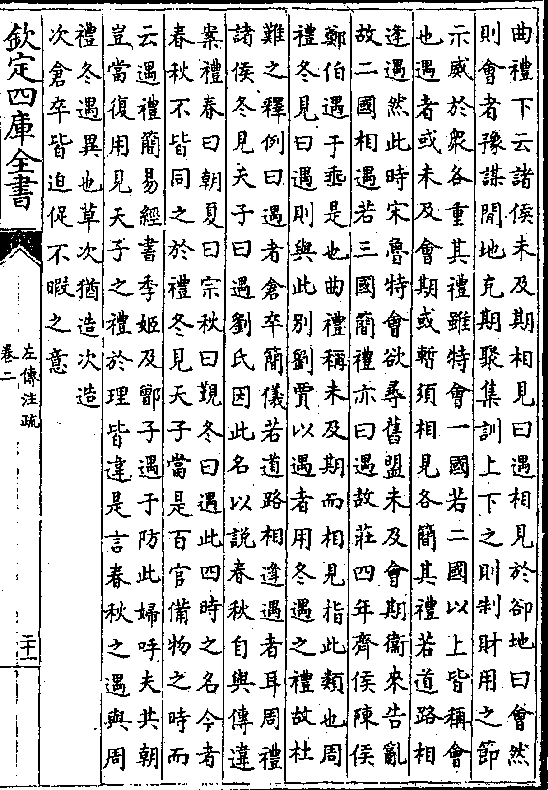 曲禮下云諸侯未及期相見曰遇相見於卻地曰會然
則會者豫謀閒地克期聚集訓上下之則制財用之節
示威於衆各重其禮雖特會一國若二國以上皆稱會
也遇者或未及會期或暫須相見各簡其禮若道路相
逢遇然此時宋魯特會欲尋舊盟未及會期衞來告亂
故二國相遇若三國簡禮亦曰遇故莊四年齊侯陳侯
鄭伯遇于垂是也曲禮稱未及期而相見指此類也周
禮冬見曰遇則與此别劉賈以遇者用冬遇之禮故杜
難之釋例曰遇者倉卒簡儀若道路相逢遇者耳周禮
諸侯冬見天子曰遇劉氏因此名以說春秋自與傳違
案禮春曰朝夏曰宗秋曰覲冬曰遇此四時之名今者
春秋不皆同之於禮冬見天子當是百官備物之時而
云遇禮簡易經書季姬及鄫子遇于防此婦呼夫共朝
豈當復用見天子之禮於理皆違是言春秋之遇與周
禮冬遇異也草次猶造次造
次倉卒皆迫促不暇之意
欽定四庫全書
左傳注疏
卷二
二十一